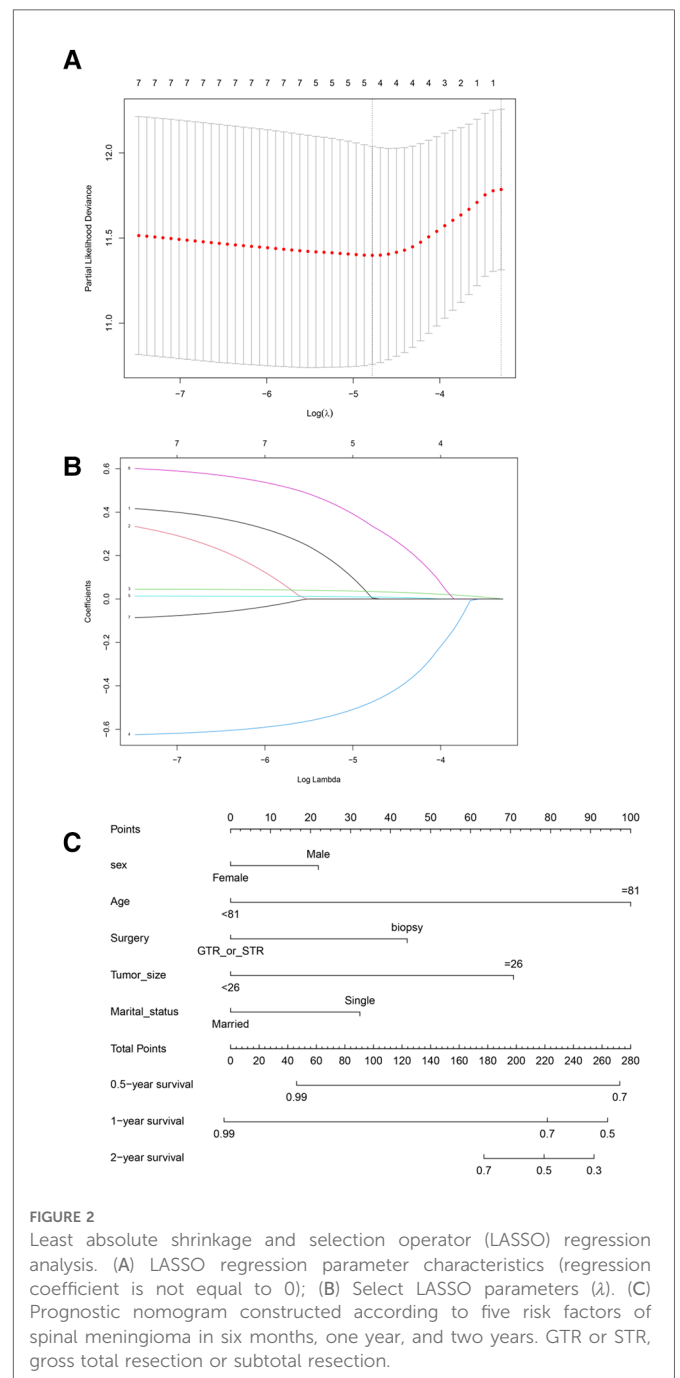 A
7 7 7 7 7 7 7 7 7 7 7 5 5 5 5 4 4 4 4 3 2 1 1
Partial Likelihood Deviance
12.0
11.5
11.0
−7 −6 −5 −4
Log(λ)
B
7 7 5 4
Coefficients
0.6
0.4
0.2
0.0
−0.2
−0.4
−0.6
6
1
2
3
5
7
4
−7 −6 −5 −4
Log Lambda
C
0 10 20 30 40 50 60 70 80 90 100
Points
Male
sex
Female
=81
Age
<81
biopsy
Surgery
GTR_or_STR
=26
Tumor_size
<26
Single
Marital_status
Married
Total Points
0 20 40 60 80 100 120 140 160 180 200 220 240 260 280
0.5−year survival
0.99 0.7
1−year survival
0.99 0.7 0.5
2−year survival
0.7 0.5 0.3
FIGURE 2
Least absolute shrinkage and selection operator (LASSO) regression
analysis. (A) LASSO regression parameter characteristics (regression
coefficient is not equal to 0); (B) Select LASSO parameters (λ). (C)
Prognostic nomogram constructed according to five risk factors of
spinal meningioma in six months, one year, and two years. GTR or STR,
gross total resection or subtotal resection.